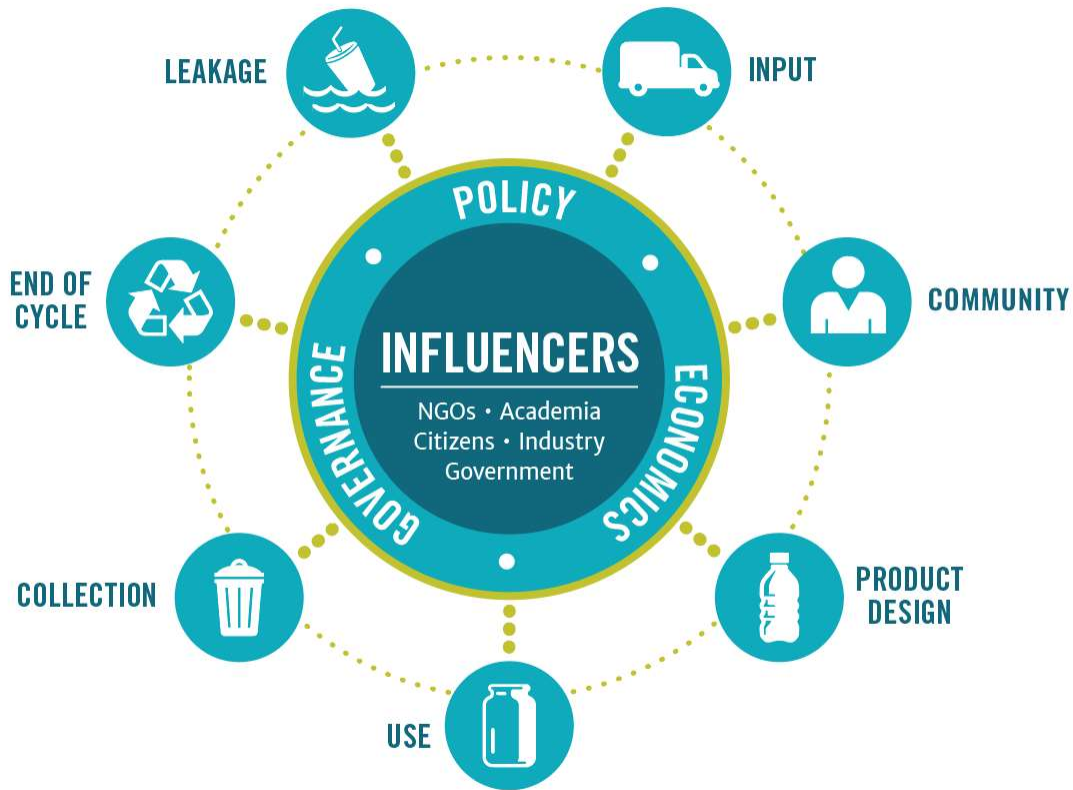 LEAKAGE
INPUT
POLICY
END OF
CYCLE
COMMUNITY
INFLUENCERS
NGOs • Academia
Citizens • Industry
Government
GOVERNANCE
ECONOMICS
COLLECTION
PRODUCT
DESIGN
USE